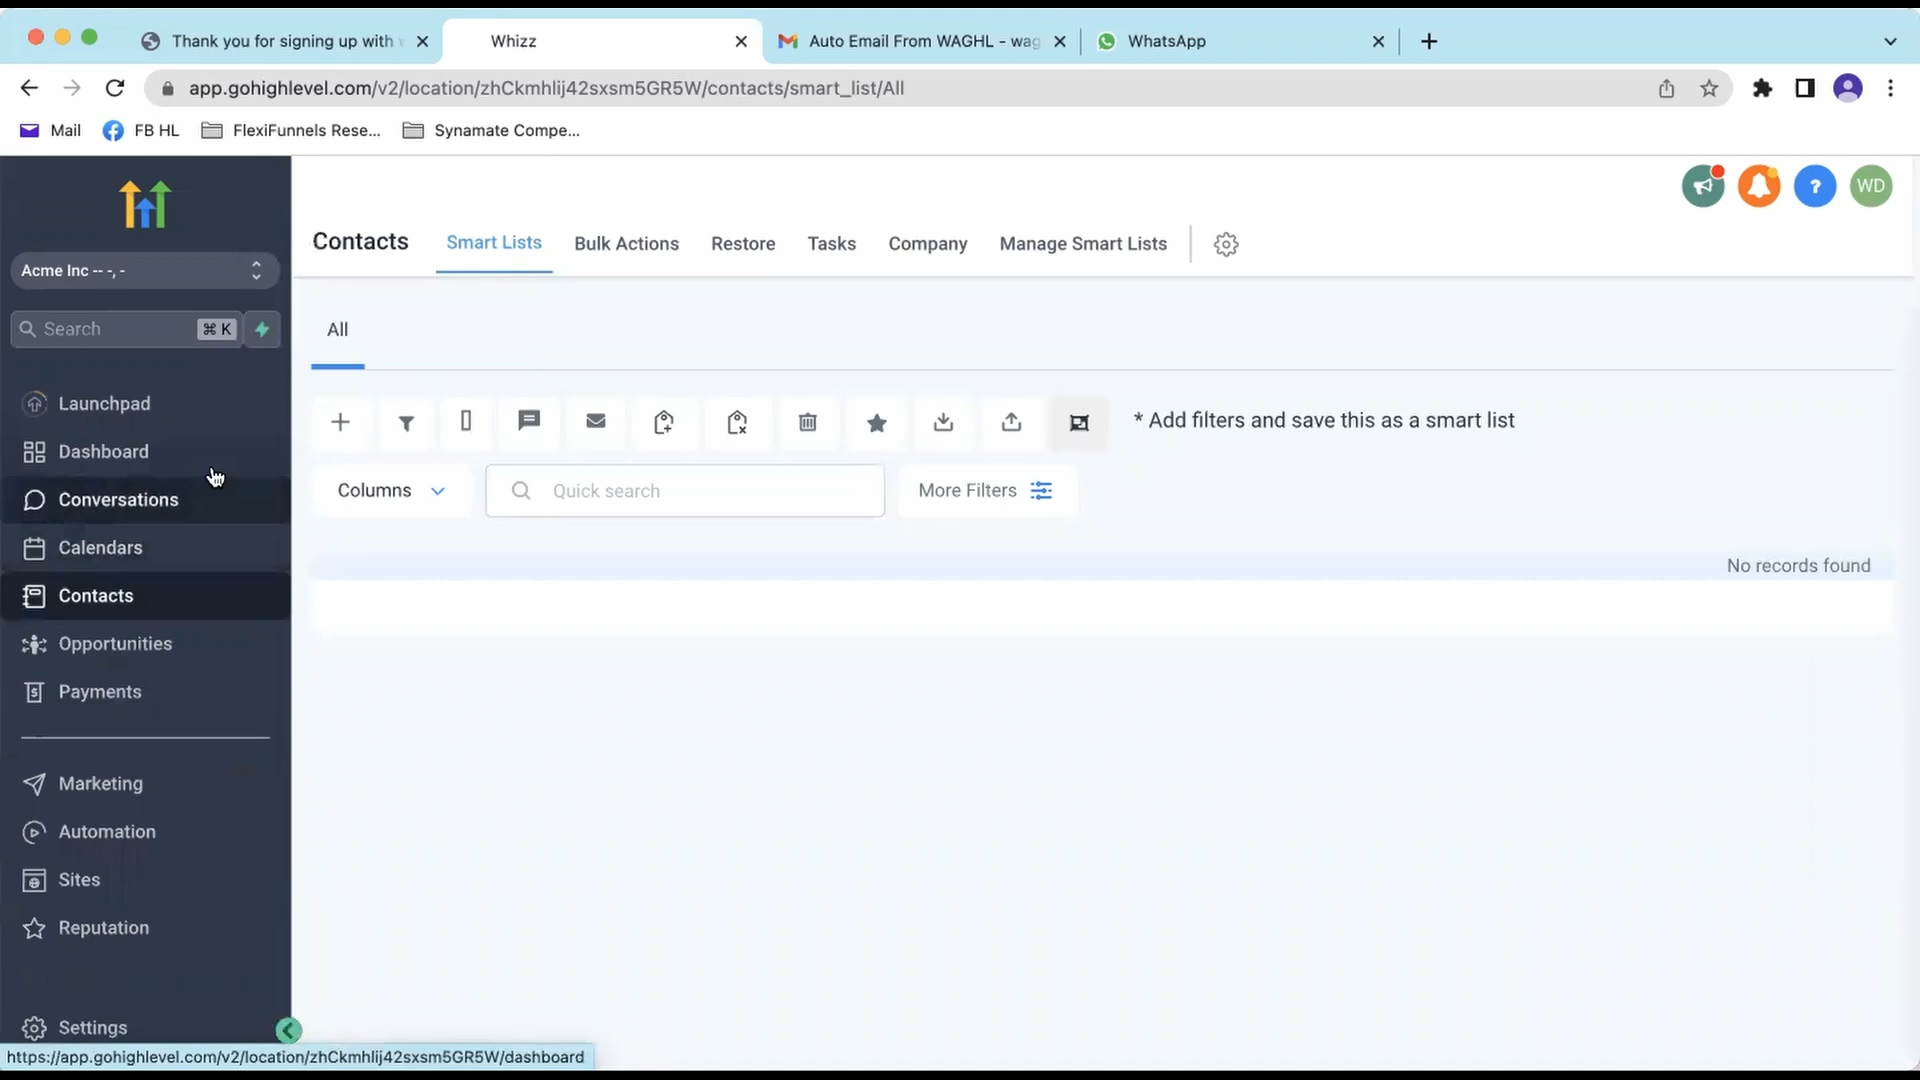 Thank you for signing up with
Whizz
Auto Email From WAGHL - wag
WhatsApp
app.gohighlevel.com/v2/location/zhCkmhlij42sxsm5GR5W/contacts/smart_list/All
Mail
FB HL
FlexiFunnels Rese...
Synamate Compe...
?
WD
Contacts
Smart Lists
Bulk Actions
Restore
Tasks
Company
Manage Smart Lists
Acme Inc -- -, -
Search
⌘ K
All
Launchpad
Dashboard
Conversations
Calendars
Contacts
Opportunities
Payments
Marketing
Automation
Sites
Reputation
Settings
* Add filters and save this as a smart list
Columns
Quick search
More Filters
No records found
https://app.gohighlevel.com/v2/location/zhCkmhlij42sxsm5GR5W/dashboard